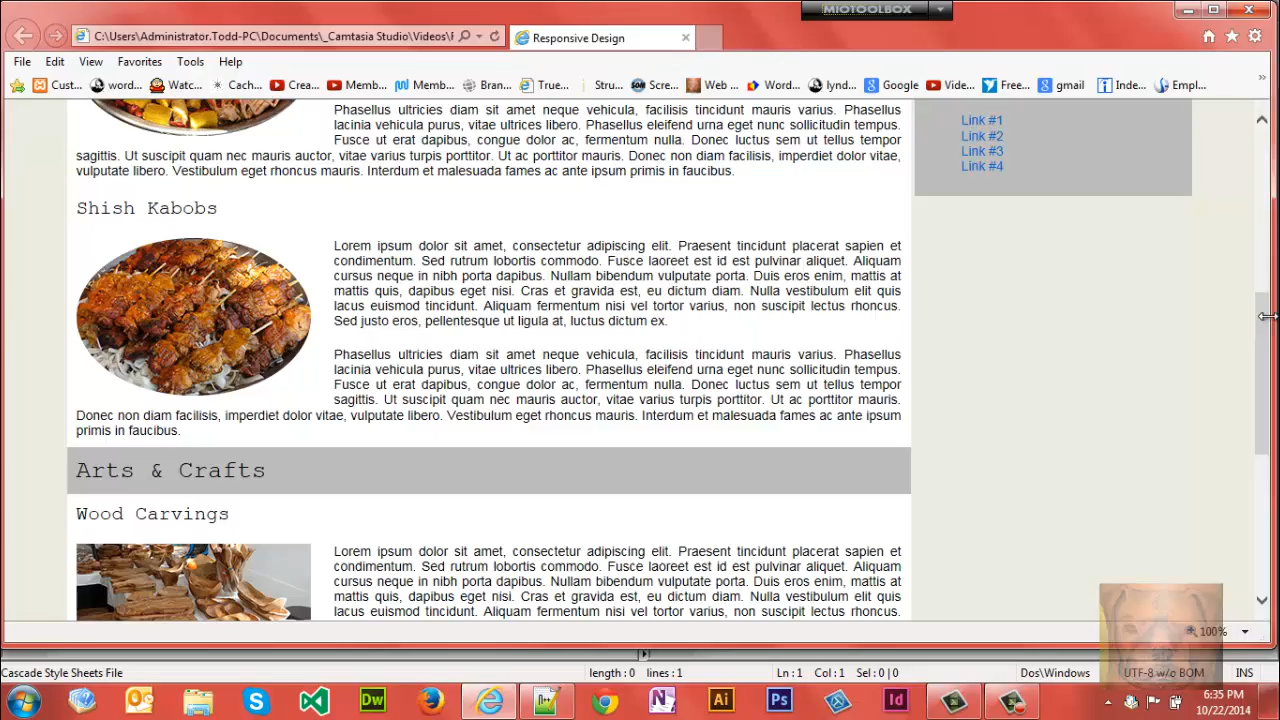 MIOTOOLBOX
C:\Users\Administrator.Todd-PC\Documents\_Camtasia Studio\Videos\F
Responsive Design
File Edit View Favorites Tools Help
Cust... word... Watc... Cach... Crea... Memb... Memb... Bran... True... Stru... Scre... Web ... Word... lynd... Google Vide... Free... gmail Inde... Empl...
Phasellus ultricies diam sit amet neque vehicula, facilisis tincidunt mauris varius. Phasellus
lacinia vehicula purus, vitae ultrices libero. Phasellus eleifend urna eget nunc sollicitudin tempus.
Fusce ut erat dapibus, congue dolor ac, fermentum nulla. Donec luctus sem ut tellus tempor
sagittis. Ut suscipit quam nec mauris auctor, vitae varius turpis porttitor. Ut ac porttitor mauris. Donec non diam facilisis, imperdiet dolor vitae,
vulputate libero. Vestibulum eget rhoncus mauris. Interdum et malesuada fames ac ante ipsum primis in faucibus.
Link #1
Link #2
Link #3
Link #4
Shish Kabobs
Lorem ipsum dolor sit amet, consectetur adipiscing elit. Praesent tincidunt placerat sapien et
condimentum. Sed rutrum lobortis commodo. Fusce laoreet est id est pulvinar aliquet. Aliquam
cursus neque in nibh porta dapibus. Nullam bibendum vulputate porta. Duis eros enim, mattis at
mattis quis, dapibus eget nisi. Cras et gravida est, eu dictum diam. Nulla vestibulum elit quis
lacus euismod tincidunt. Aliquam fermentum nisi vel tortor varius, non suscipit lectus rhoncus.
Sed justo eros, pellentesque ut ligula at, luctus dictum ex.
Phasellus ultricies diam sit amet neque vehicula, facilisis tincidunt mauris varius. Phasellus
lacinia vehicula purus, vitae ultrices libero. Phasellus eleifend urna eget nunc sollicitudin tempus.
Fusce ut erat dapibus, congue dolor ac, fermentum nulla. Donec luctus sem ut tellus tempor
sagittis. Ut suscipit quam nec mauris auctor, vitae varius turpis porttitor. Ut ac porttitor mauris.
Donec non diam facilisis, imperdiet dolor vitae, vulputate libero. Vestibulum eget rhoncus mauris. Interdum et malesuada fames ac ante ipsum
primis in faucibus.
Arts & Crafts
Wood Carvings
Lorem ipsum dolor sit amet, consectetur adipiscing elit. Praesent tincidunt placerat sapien et
condimentum. Sed rutrum lobortis commodo. Fusce laoreet est id est pulvinar aliquet. Aliquam
cursus neque in nibh porta dapibus. Nullam bibendum vulputate porta. Duis eros enim, mattis at
mattis quis, dapibus eget nisi. Cras et gravida est, eu dictum diam. Nulla vestibulum elit quis
lacus euismod tincidunt. Aliquam fermentum nisi vel tortor varius, non suscipit lectus rhoncus.
100%
Cascade Style Sheets File length : 0 lines : 1 Ln : 1 Col : 1 Sel : 0 | 0 Dos\Windows UTF-8 w/o BOM INS
6:35 PM
10/22/2014